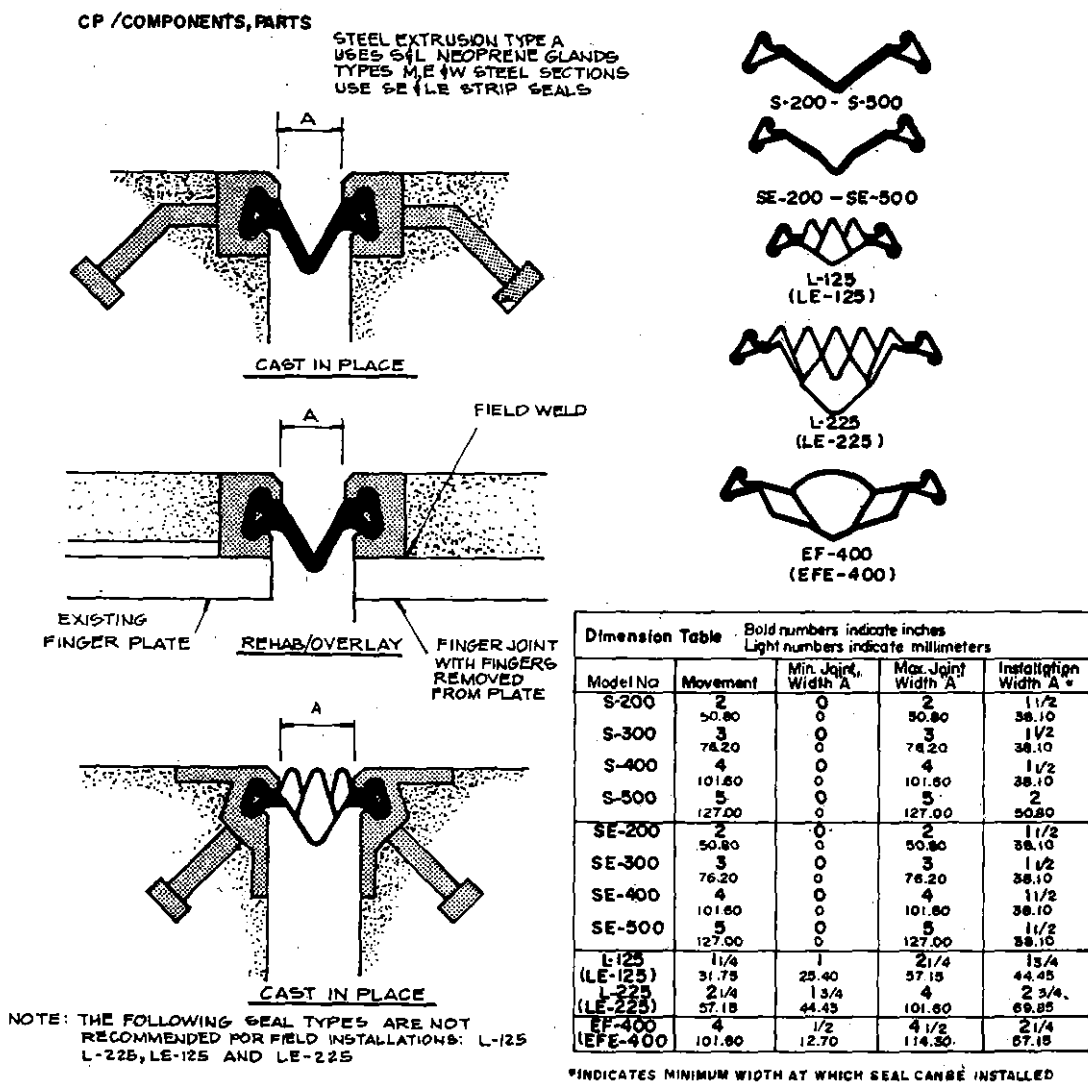 CP /COMPONENTS, PARTS
STEEL EXTRUSION TYPE A
USES S&L NEOPRENE GLANDS
TYPES M,E &W STEEL SECTIONS
USE SE & LE STRIP SEALS
A
CAST IN PLACE
A
FIELD WELD
EXISTING
FINGER PLATE
REHAB/OVERLAY
FINGER JOINT
WITH FINGERS
REMOVED
FROM PLATE
A
CAST IN PLACE
NOTE: THE FOLLOWING SEAL TYPES ARE NOT
RECOMMENDED FOR FIELD INSTALLATIONS: L-125
L-225, LE-125 AND LE-225
S-200 - S-500
SE-200 - SE-500
L-125
(LE-125)
L-225
(LE-225)
EF-400
(EFE-400)
Dimension Table Bold numbers indicate inches
Light numbers indicate millimeters
Model No. Movement Min. Joint Width "A" Max. Joint Width "A" Installation Width A *
S-200 2 0 2 1 1/2
50.80 0 50.80 38.10
S-300 3 0 3 1 1/2
76.20 0 76.20 38.10
S-400 4 0 4 1 1/2
101.60 0 101.60 38.10
S-500 5 0 5 2
127.00 0 127.00 50.80
SE-200 2 0 2 1 1/2
50.80 0 50.80 38.10
SE-300 3 0 3 1 1/2
76.20 0 76.20 38.10
SE-400 4 0 4 1 1/2
101.60 0 101.60 38.10
SE-500 5 0 5 1 1/2
127.00 0 127.00 38.10
L-125 1 1/4 1 2 1/4 1 3/4
(LE-125) 31.75 25.40 57.15 44.45
L-225 2 1/4 1 3/4 4 2 3/4
(LE-225) 57.15 44.45 101.60 69.85
EF-400 4 1/2 4 1/2 2 1/4
(EFE-400 101.60 12.70 114.30 57.15
*INDICATES MINIMUM WIDTH AT WHICH SEAL CAN BE INSTALLED